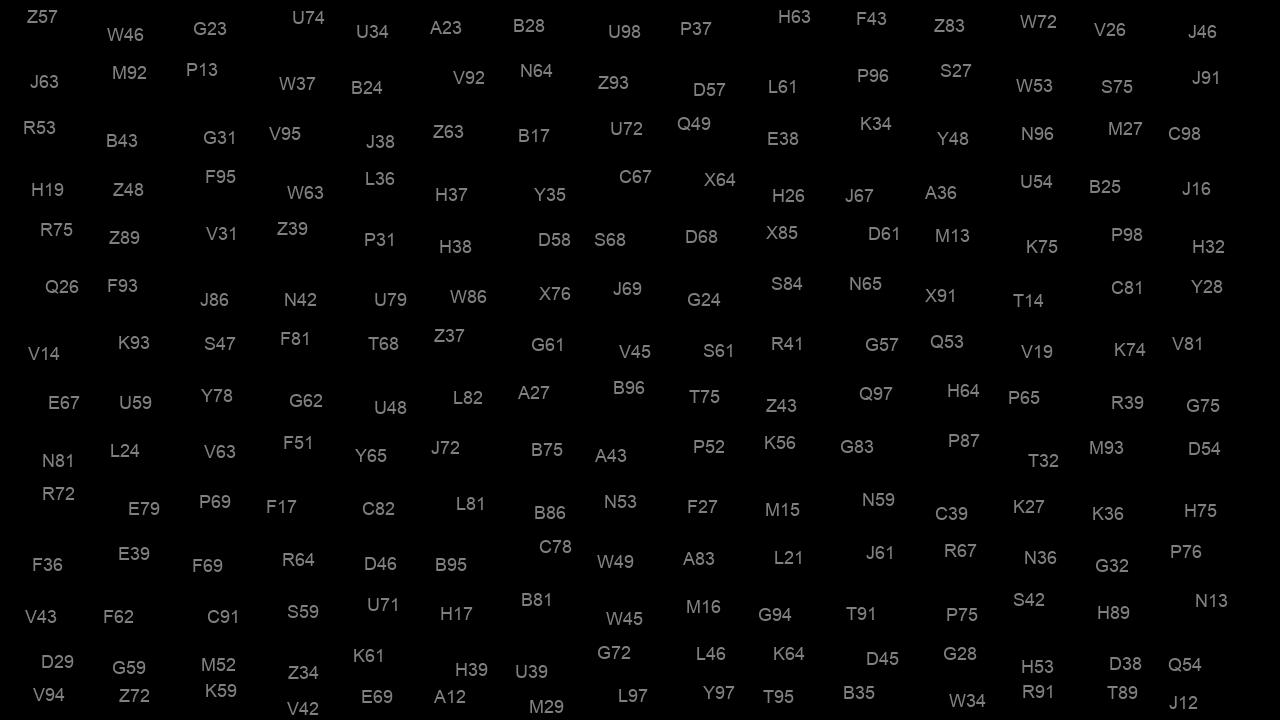 Z57 W46 G23 U74 U34 A23 B28 U98 P37 H63 F43 Z83 W72 V26 J46
J63 M92 P13 W37 B24 V92 N64 Z93 D57 L61 P96 S27 W53 S75 J91
R53 B43 G31 V95 J38 Z63 B17 U72 Q49 E38 K34 Y48 N96 M27 C98
H19 Z48 F95 W63 L36 H37 Y35 C67 X64 H26 J67 A36 U54 B25 J16
R75 Z89 V31 Z39 P31 H38 D58 S68 D68 X85 D61 M13 K75 P98 H32
Q26 F93 J86 N42 U79 W86 X76 J69 G24 S84 N65 X91 T14 C81 Y28
V14 K93 S47 F81 T68 Z37 G61 V45 S61 R41 G57 Q53 V19 K74 V81
E67 U59 Y78 G62 U48 L82 A27 B96 T75 Z43 Q97 H64 P65 R39 G75
N81 L24 V63 F51 Y65 J72 B75 A43 P52 K56 G83 P87 T32 M93 D54
R72 E79 P69 F17 C82 L81 B86 N53 F27 M15 N59 C39 K27 K36 H75
F36 E39 F69 R64 D46 B95 C78 W49 A83 L21 J61 R67 N36 G32 P76
V43 F62 C91 S59 U71 H17 B81 W45 M16 G94 T91 P75 S42 H89 N13
D29 G59 M52 Z34 K61 H39 U39 G72 L46 K64 D45 G28 H53 D38 Q54
V94 Z72 K59 V42 E69 A12 M29 L97 Y97 T95 B35 W34 R91 T89 J12